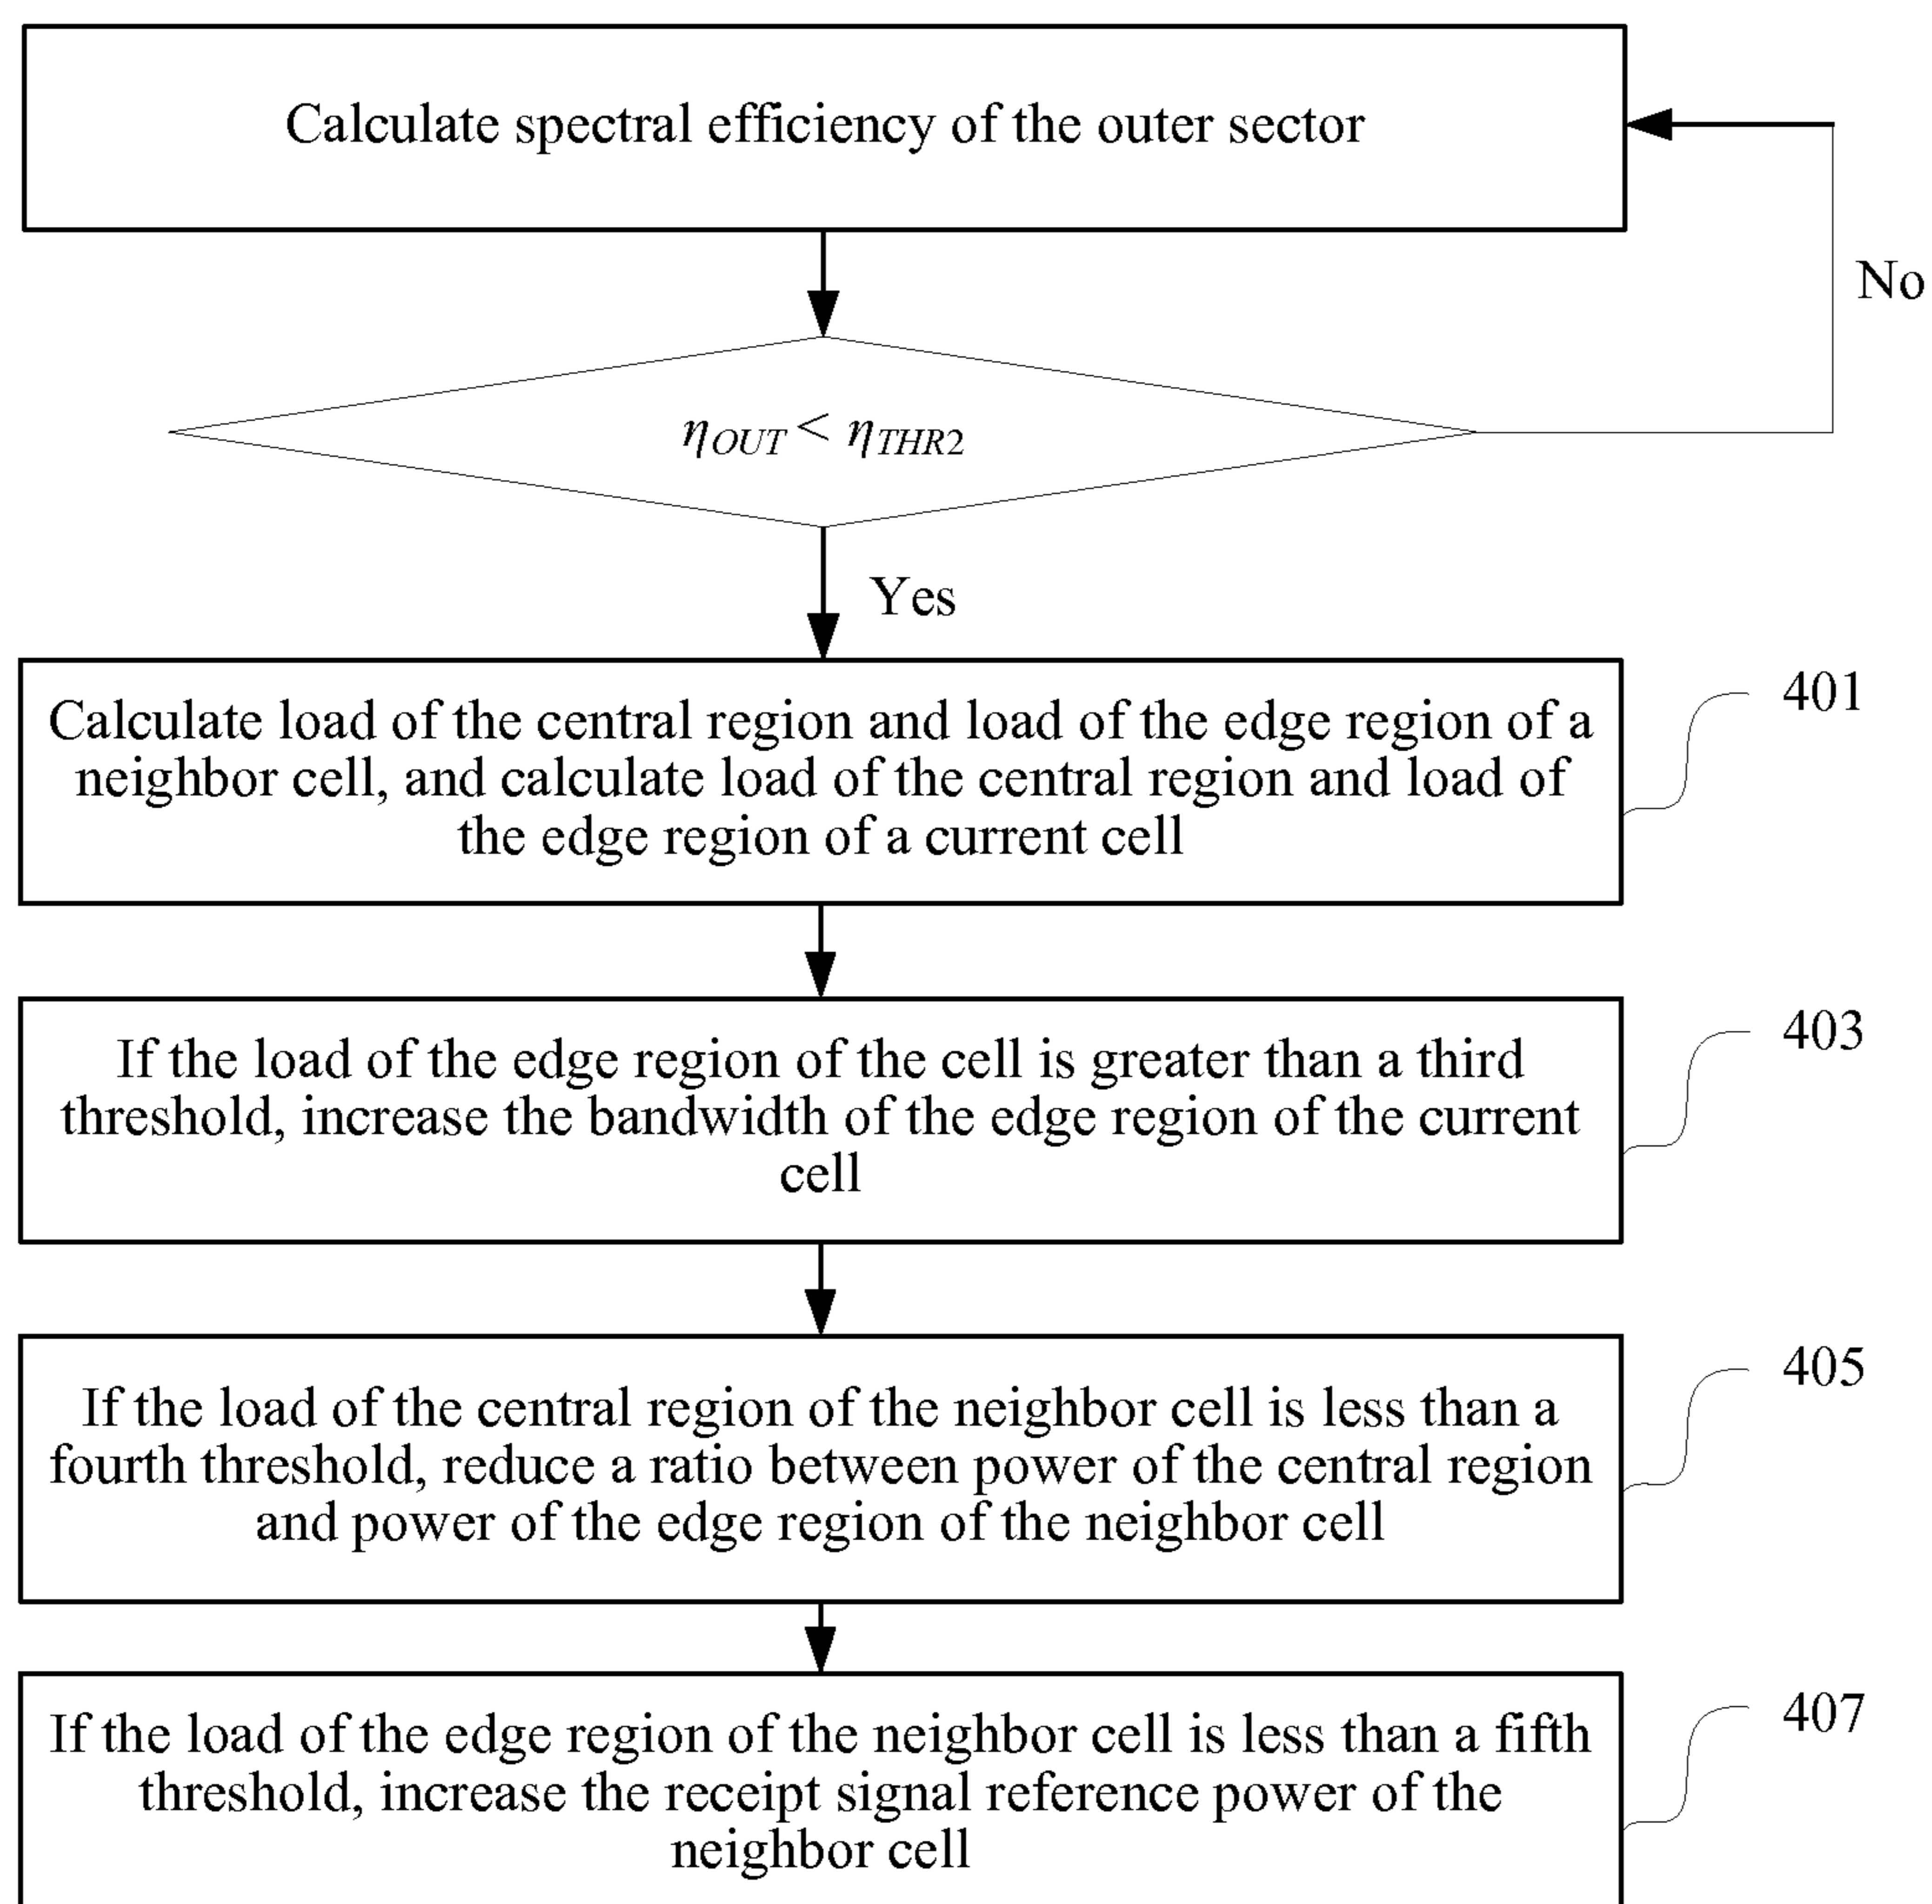 Calculate spectral efficiency of the outer sector
No
η_OUT < η_THR2
Yes
Calculate load of the central region and load of the edge region of a
neighbor cell, and calculate load of the central region and load of
the edge region of a current cell
401
If the load of the edge region of the cell is greater than a third
threshold, increase the bandwidth of the edge region of the current
cell
403
If the load of the central region of the neighbor cell is less than a
fourth threshold, reduce a ratio between power of the central region
and power of the edge region of the neighbor cell
405
If the load of the edge region of the neighbor cell is less than a fifth
threshold, increase the receipt signal reference power of the
neighbor cell
407